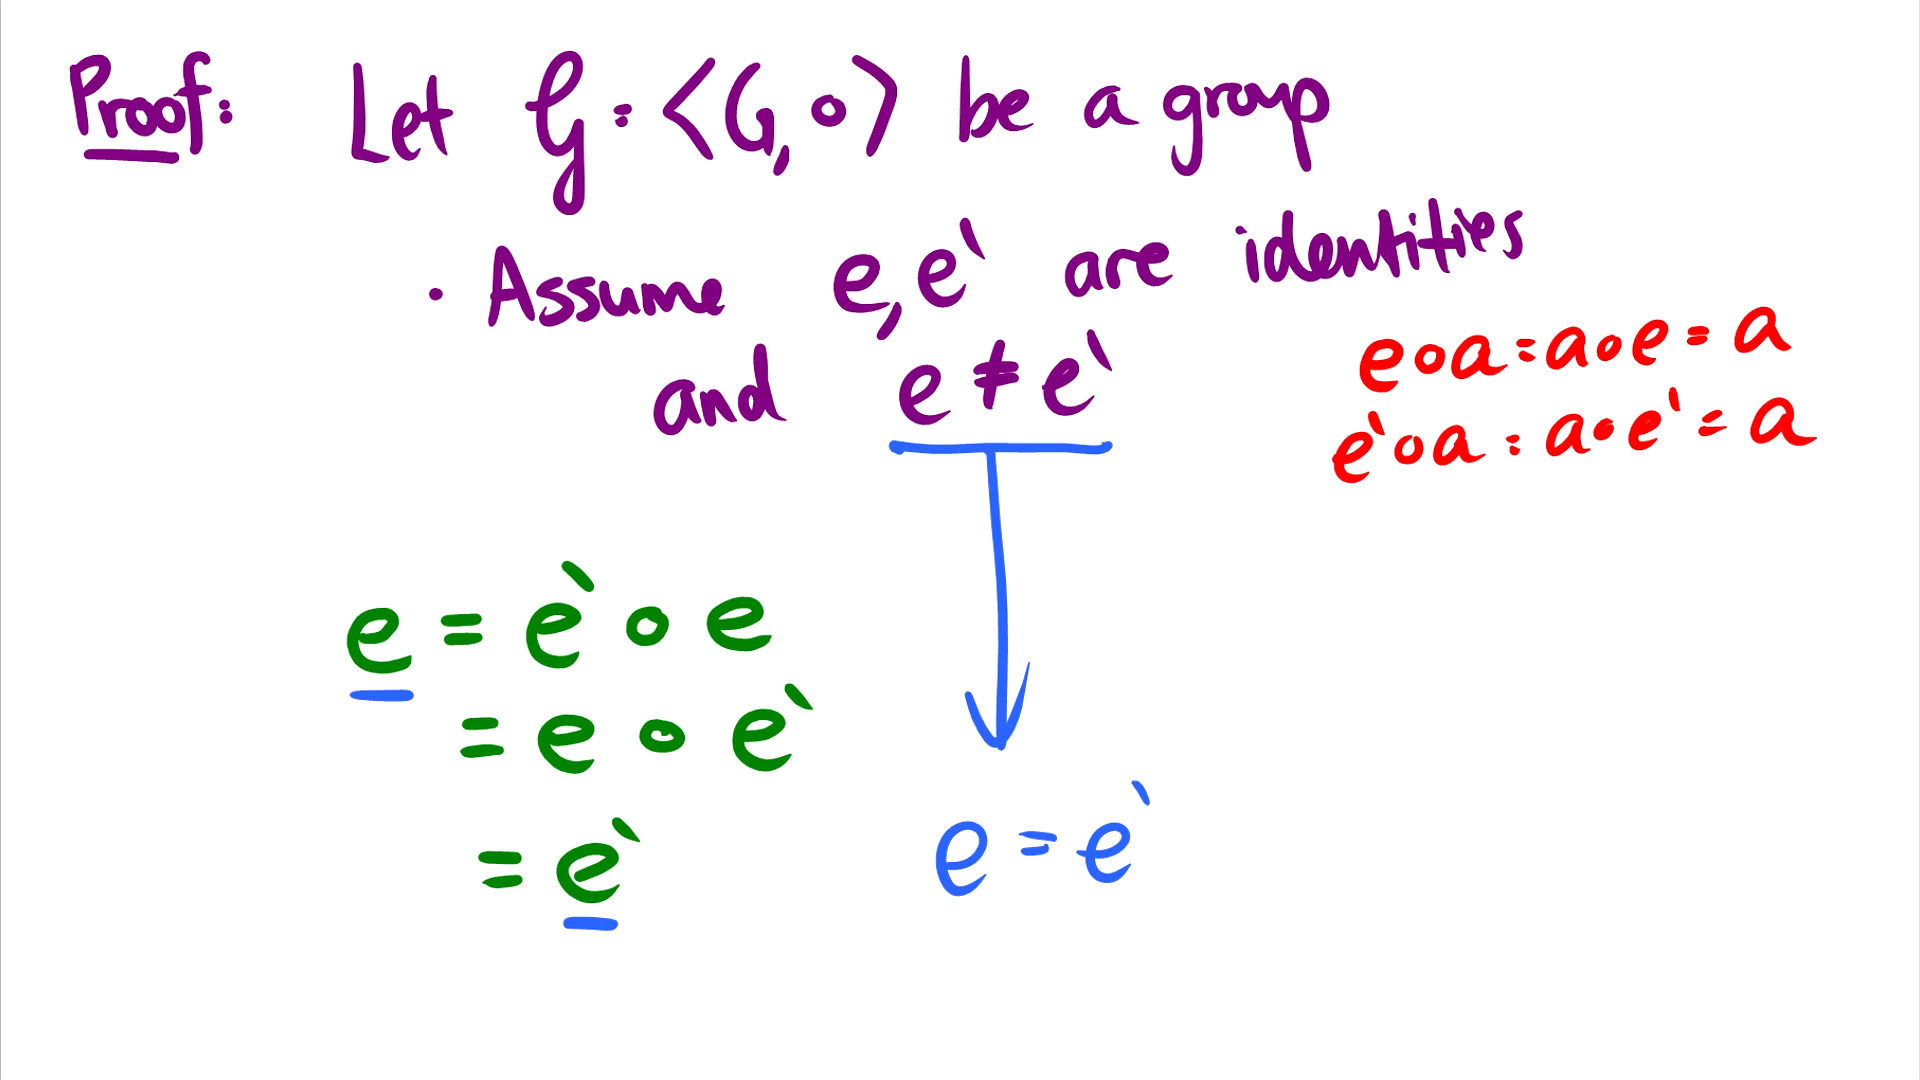 Proof: Let 𝒢 = <G, ∘> be a group
· Assume e, e` are identities
and e ≠ e`
e∘a = a∘e = a
e`∘a = a∘e` = a
e = e` ∘ e
= e ∘ e`
= e`
e = e`